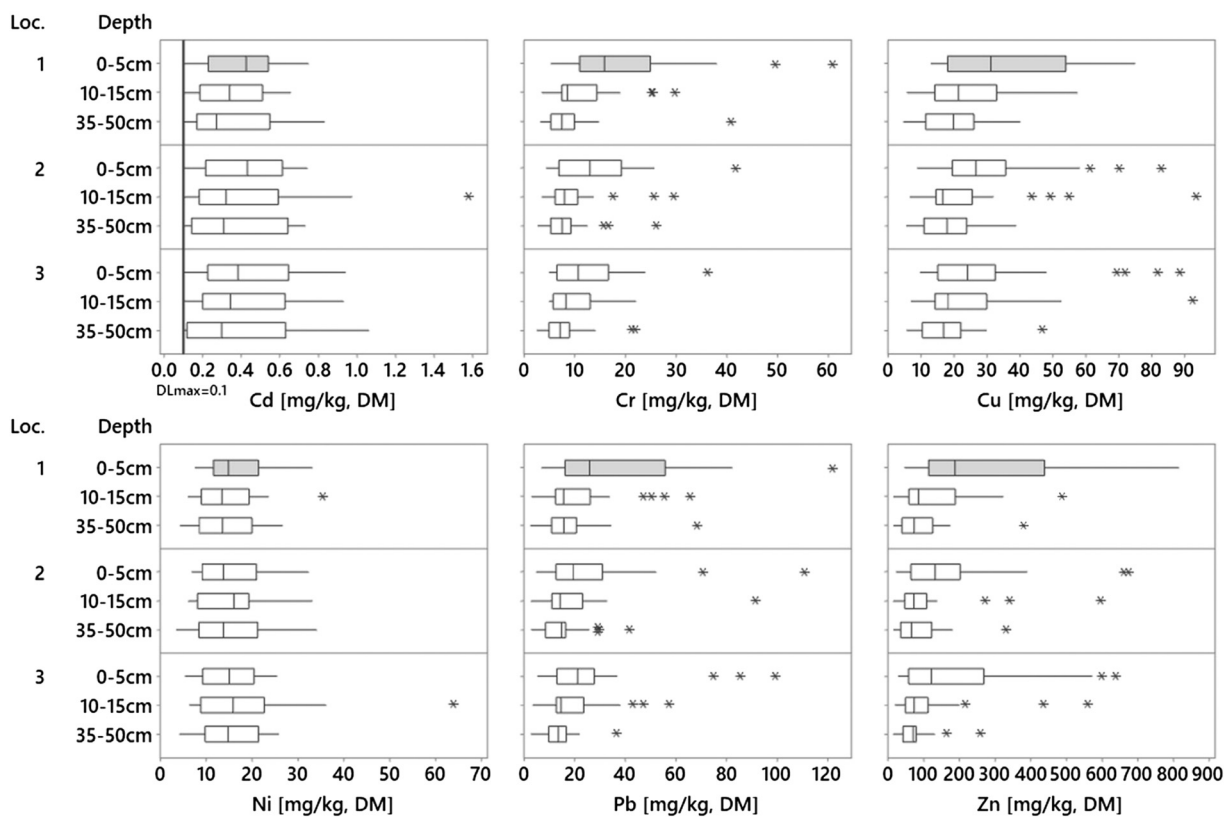 Loc. Depth
1 0-5cm
10-15cm
35-50cm
2 0-5cm
10-15cm
35-50cm
3 0-5cm
10-15cm
35-50cm
0.0 0.2 0.4 0.6 0.8 1.0 1.2 1.4 1.6 0 10 20 30 40 50 60 0 10 20 30 40 50 60 70 80 90
DLmax=0.1
Cd [mg/kg, DM] Cr [mg/kg, DM] Cu [mg/kg, DM]
Loc. Depth
1 0-5cm
10-15cm
35-50cm
2 0-5cm
10-15cm
35-50cm
3 0-5cm
10-15cm
35-50cm
0 10 20 30 40 50 60 70 0 20 40 60 80 100 120 0 100 200 300 400 500 600 700 800 900
Ni [mg/kg, DM] Pb [mg/kg, DM] Zn [mg/kg, DM]